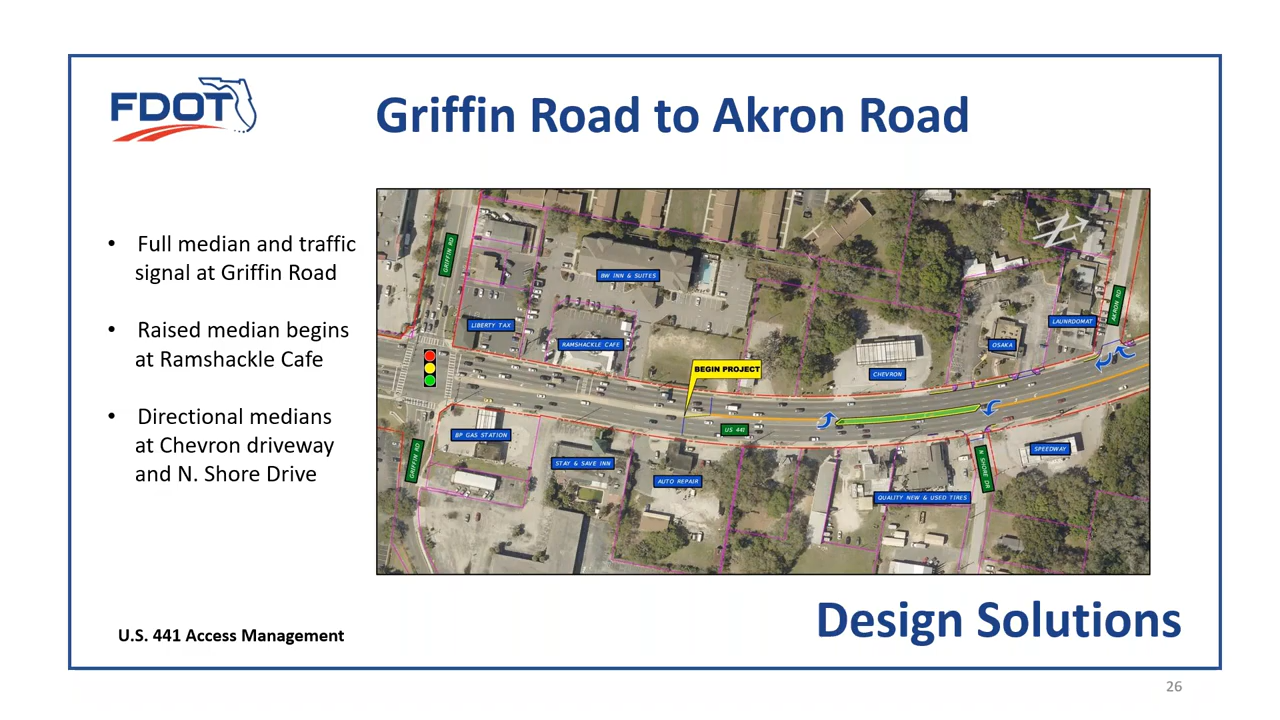 FDOT
Griffin Road to Akron Road
• Full median and traffic
signal at Griffin Road
• Raised median begins
at Ramshackle Cafe
• Directional medians
at Chevron driveway
and N. Shore Drive
GRIFFIN RD
BW INN & SUITES
LIBERTY TAX
RAMSHACKLE CAFE
BEGIN PROJECT
CHEVRON
OSAKA
LAUNRDOMAT
AKRON RD
N
US 441
BP GAS STATION
GRIFFIN RD
STAY & SAVE INN
AUTO REPAIR
QUALITY NEW & USED TIRES
N SHORE DR
SPEEDWAY
U.S. 441 Access Management
Design Solutions
26